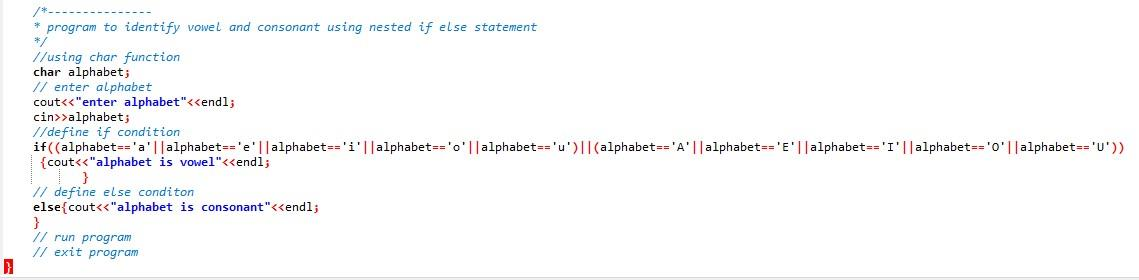 /*---------------
* program to identify vowel and consonant using nested if else statement
*/
//using char function
char alphabet;
// enter alphabet
cout<<"enter alphabet"<<endl;
cin>>alphabet;
//define if condition
if((alphabet=='a'||alphabet=='e'||alphabet=='i'||alphabet=='o'||alphabet=='u')||(alphabet=='A'||alphabet=='E'||alphabet=='I'||alphabet=='O'||alphabet=='U'))
{cout<<"alphabet is vowel"<<endl;
}
// define else conditon
else{cout<<"alphabet is consonant"<<endl;
}
// run program
// exit program
}